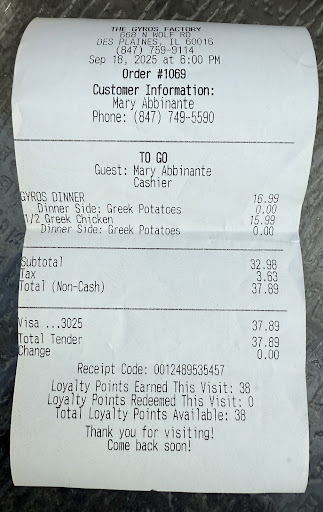 THE GYROS FACTORY
668 N WOLF RD
DES PLAINES, IL 60016
(847) 759-9114
Sep 18, 2025 at 6:00 PM
Order #1069
Customer Information:
Mary Abbinante
Phone: (847) 749-5590
TO GO
Guest: Mary Abbinante
Cashier
GYROS DINNER 16.99
Dinner Side: Greek Potatoes 0.00
1/2 Greek Chicken 15.99
Dinner Side: Greek Potatoes 0.00
Subtotal 32.98
Tax 3.63
Total (Non-Cash) 37.89
Visa ...3025 37.89
Total Tender 37.89
Change 0.00
Receipt Code: 0012489535457
Loyalty Points Earned This Visit: 38
Loyalty Points Redeemed This Visit: 0
Total Loyalty Points Available: 38
Thank you for visiting!
Come back soon!